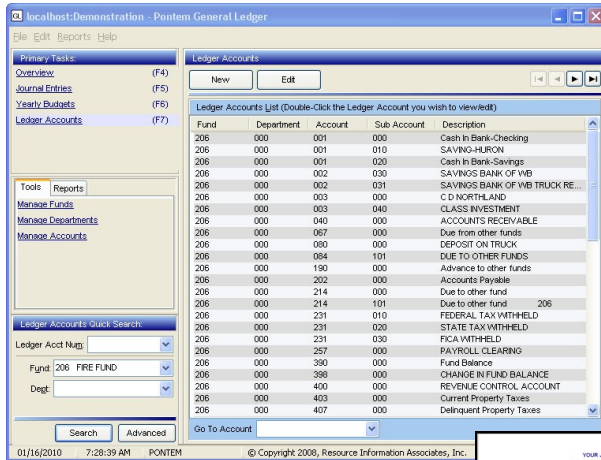 GL localhost:Demonstration - Pontem General Ledger
File Edit Reports Help
Primary Tasks:
Overview (F4)
Journal Entries (F5)
Yearly Budgets (F6)
Ledger Accounts (F7)
Tools Reports
Manage Funds
Manage Departments
Manage Accounts
Ledger Accounts Quick Search:
Ledger Acct Num:
Fund: 206 FIRE FUND
Dept:
Search Advanced
Ledger Accounts
New Edit
Ledger Accounts List (Double-Click the Ledger Account you wish to view/edit)
Fund Department Account Sub Account Description
206 000 001 000 Cash In Bank-Checking
206 000 001 010 SAVING-HURON
206 000 001 020 Cash In Bank-Savings
206 000 002 030 SAVINGS BANK OF WB
206 000 002 031 SAVINGS BANK OF WB TRUCK RE...
206 000 003 000 C D NORTHLAND
206 000 003 040 CLASS INVESTMENT
206 000 040 000 ACCOUNTS RECEIVABLE
206 000 067 000 Due from other funds
206 000 080 000 DEPOSIT ON TRUCK
206 000 084 101 DUE TO OTHER FUNDS
206 000 190 000 Advance to other funds
206 000 202 000 Accounts Payable
206 000 214 000 Due to other fund
206 000 214 101 Due to other fund 206
206 000 231 010 FEDERAL TAX WITHHELD
206 000 231 020 STATE TAX WITHHELD
206 000 231 030 FICA WITHHELD
206 000 257 000 PAYROLL CLEARING
206 000 390 000 Fund Balance
206 000 398 000 CHANGE IN FUND BALANCE
206 000 400 000 REVENUE CONTROL ACCOUNT
206 000 403 000 Current Property Taxes
206 000 407 000 Delinquent Property Taxes
Go To Account
01/16/2010 7:28:39 AM PONTEM © Copyright 2008, Resource Information Associates, Inc.
YOUR